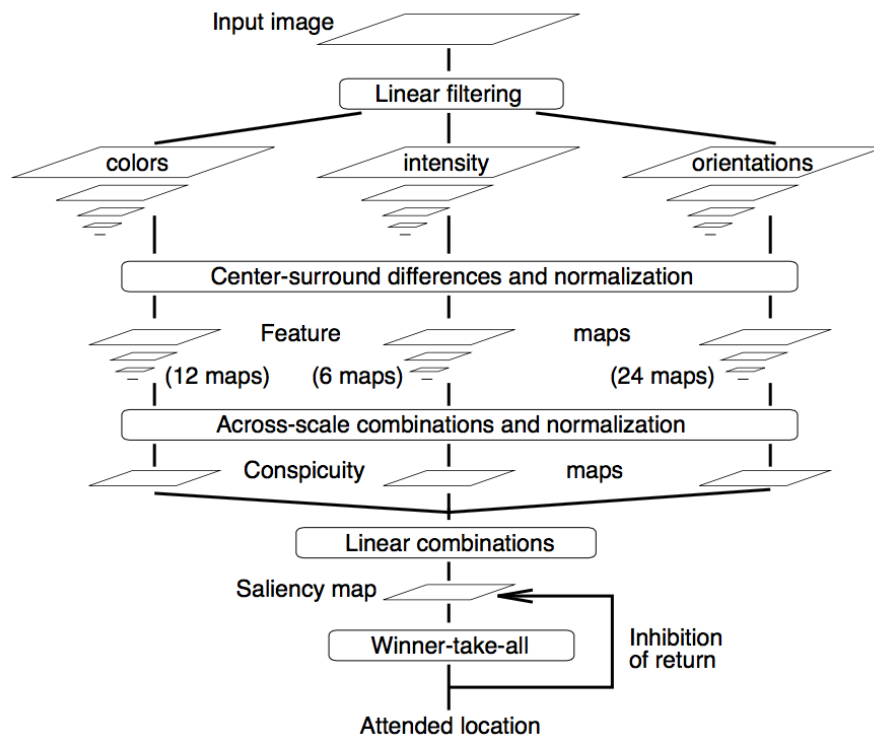 Input image
Linear filtering
colors intensity orientations
Center-surround differences and normalization
Feature maps
(12 maps) (6 maps) (24 maps)
Across-scale combinations and normalization
Conspicuity maps
Linear combinations
Saliency map
Winner-take-all
Inhibition
of return
Attended location